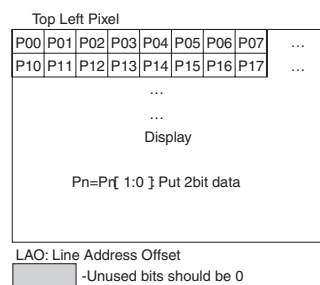 Top Left Pixel
P00 P01 P02 P03 P04 P05 P06 P07 ...
P10 P11 P12 P13 P14 P15 P16 P17 ...
...
...
Display
Pn=Pn[ 1:0 ]: Put 2bit data
LAO: Line Address Offset
-Unused bits should be 0